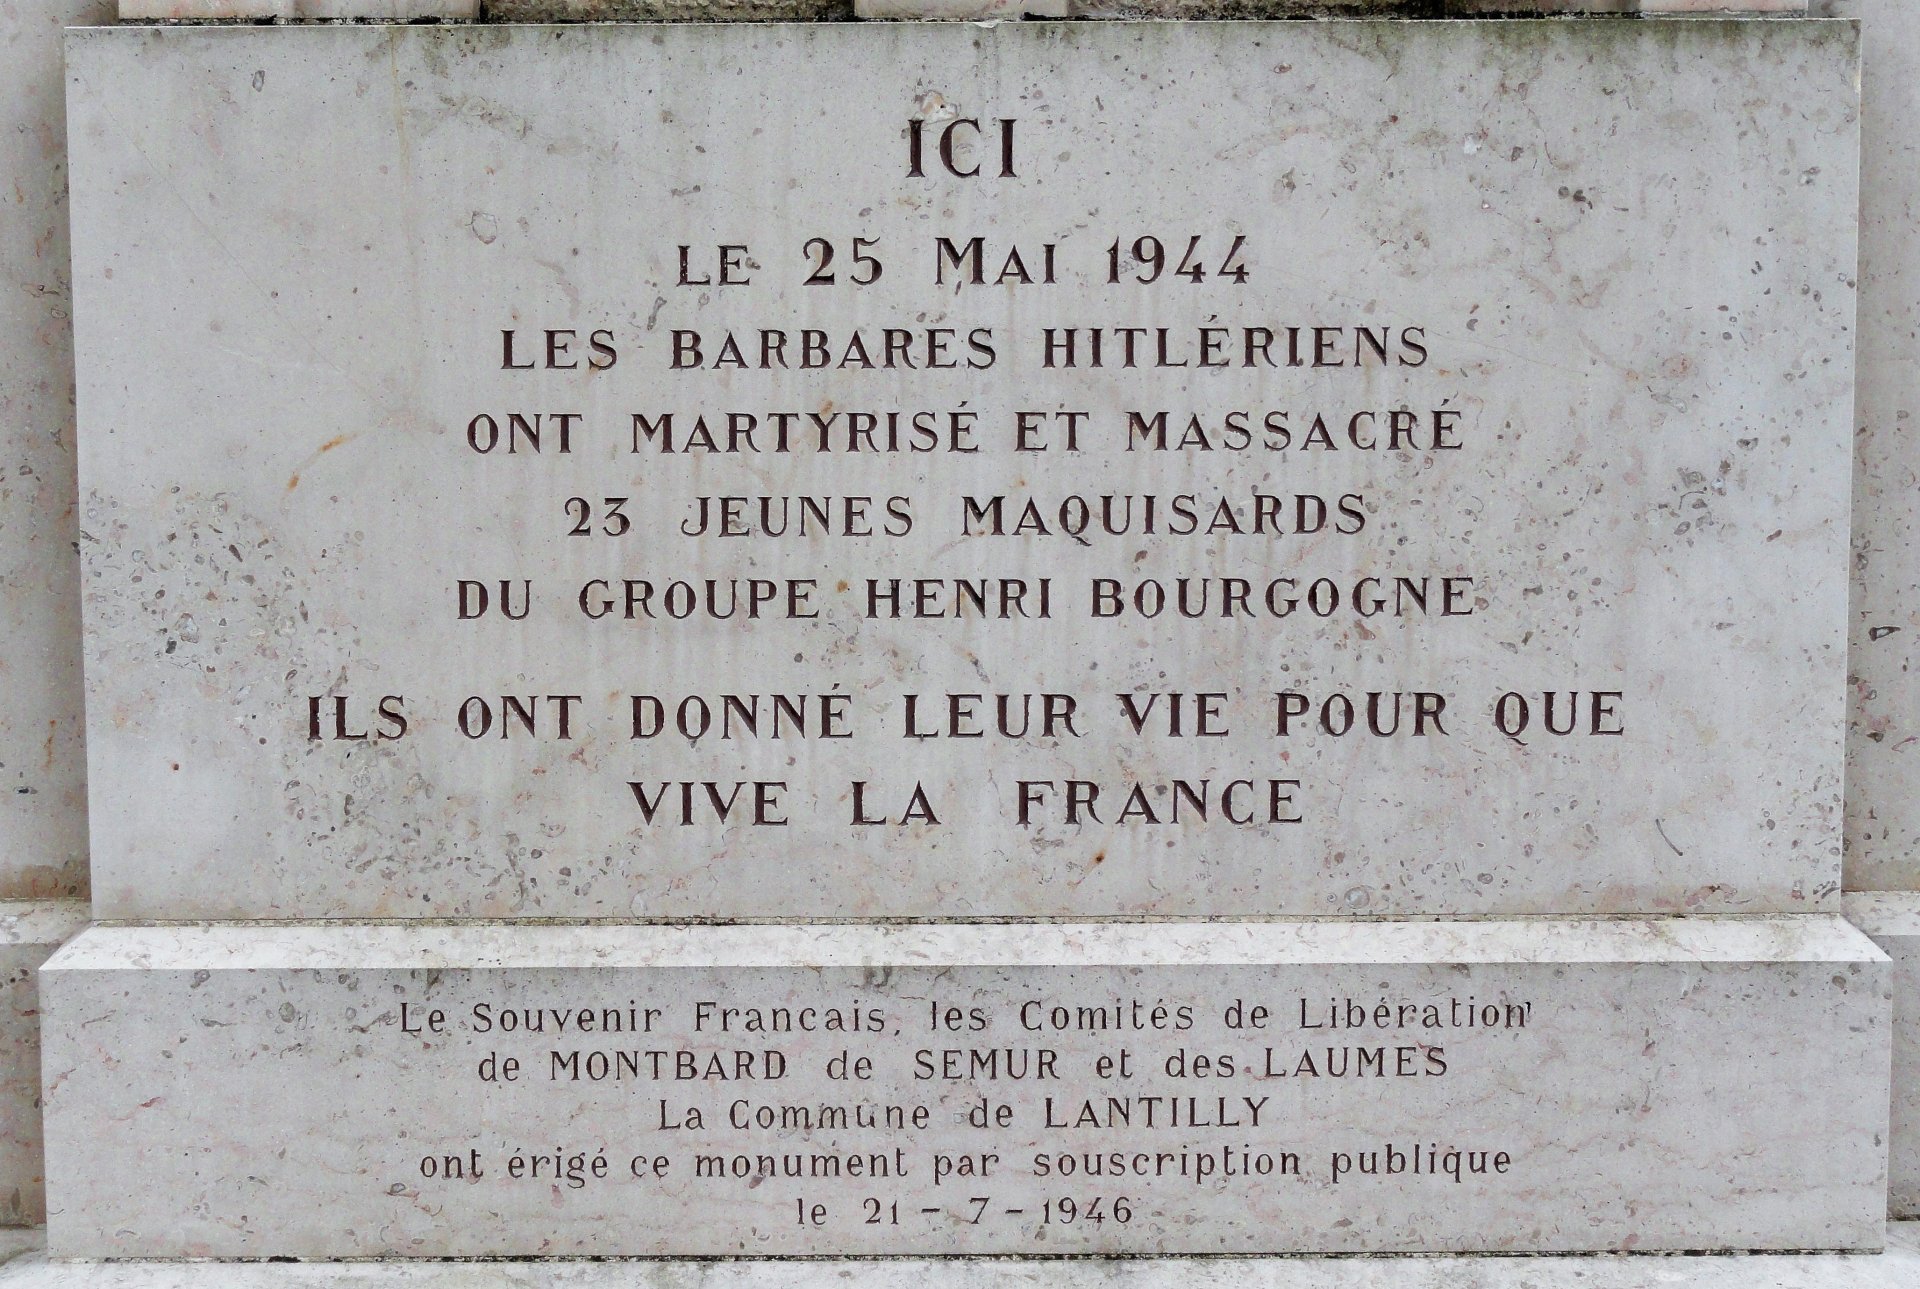 ICI
LE 25 MAI 1944
LES BARBARES HITLÉRIENS
ONT MARTYRISÉ ET MASSACRÉ
23 JEUNES MAQUISARDS
DU GROUPE HENRI BOURGOGNE
ILS ONT DONNÉ LEUR VIE POUR QUE
VIVE LA FRANCE
Le Souvenir Francais, les Comités de Libération
de MONTBARD de SEMUR et des LAUMES
La Commune de LANTILLY
ont érigé ce monument par souscription publique
le 21 - 7 - 1946